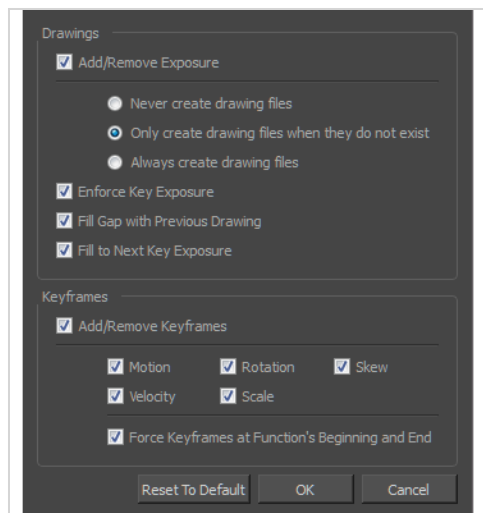 Drawings
Add/Remove Exposure
Never create drawing files
Only create drawing files when they do not exist
Always create drawing files
Enforce Key Exposure
Fill Gap with Previous Drawing
Fill to Next Key Exposure
Keyframes
Add/Remove Keyframes
Motion Rotation Skew
Velocity Scale
Force Keyframes at Function's Beginning and End
Reset To Default OK Cancel